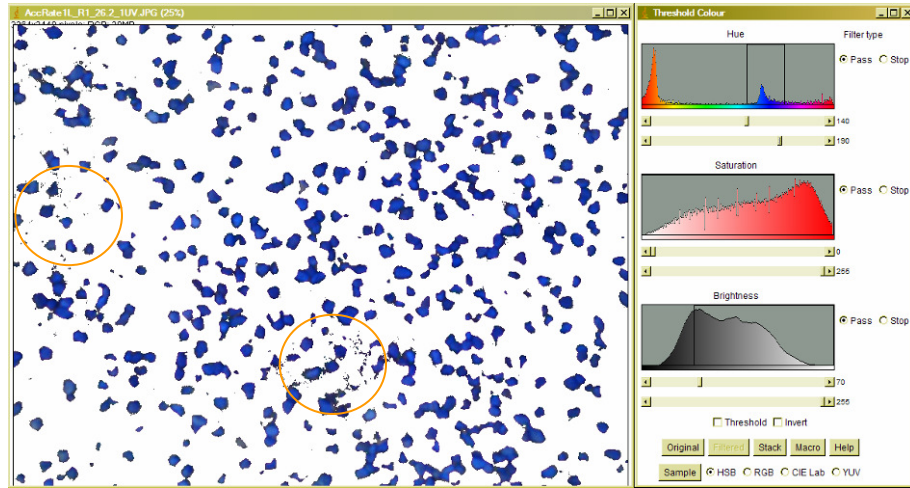 AccRate1L_R1_26.2_1UV.JPG (25%)
Threshold Colour
Hue
Filter type
Pass Stop
140
190
Saturation
Pass Stop
0
255
Brightness
Pass Stop
70
255
Threshold Invert
Original Filtered Stack Macro Help
Sample HSB RGB CIE Lab YUV